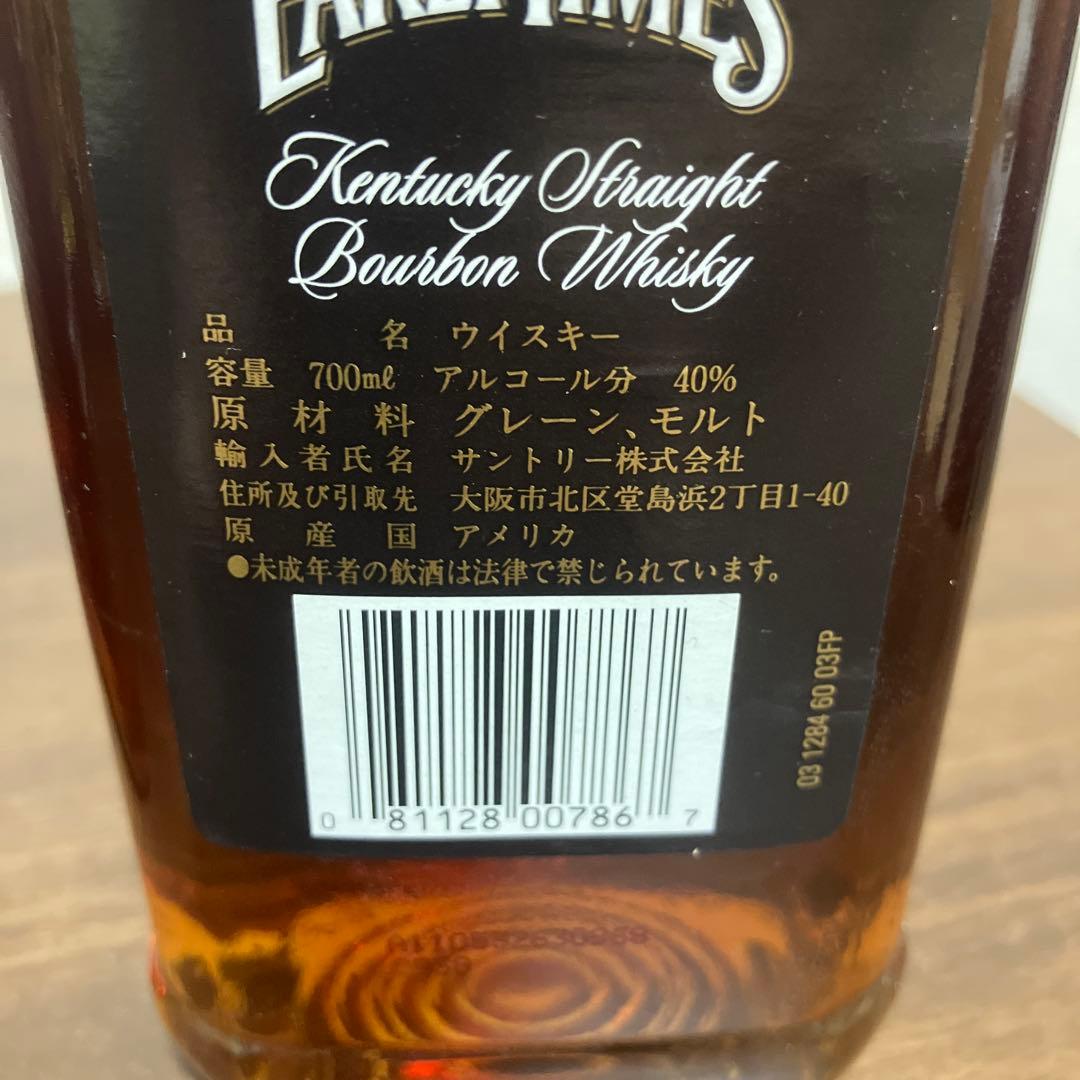 EARLY TIMES
Kentucky Straight
Bourbon Whisky
品名 ウイスキー
容量 700mℓ アルコール分 40%
原材料 グレーン、モルト
輸入者氏名 サントリー株式会社
住所及び引取先 大阪市北区堂島浜2丁目1-40
原産国 アメリカ
●未成年者の飲酒は法律で禁じられています。
03 1284 60 03FP
0 81128 00786 7